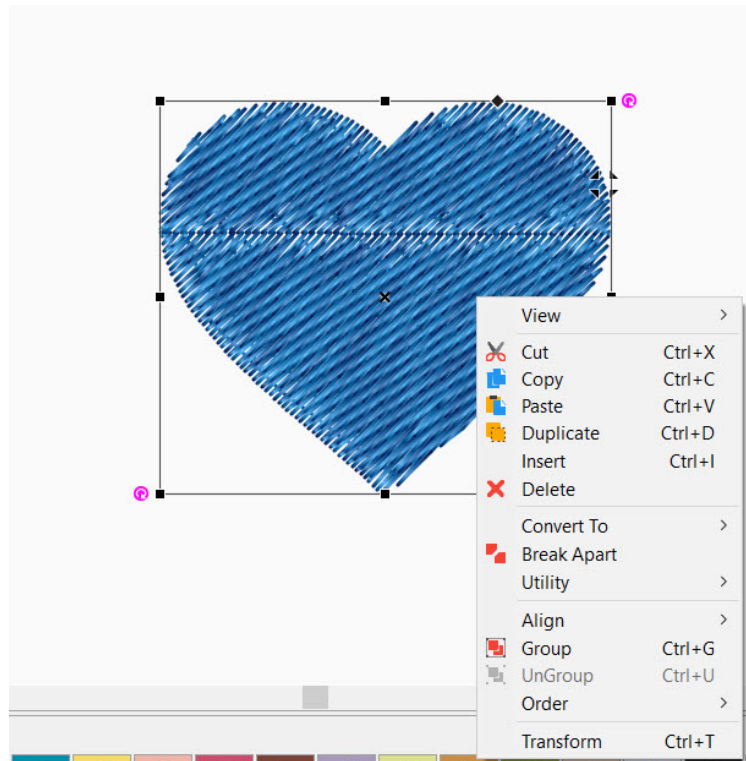 View
Cut Ctrl+X
Copy Ctrl+C
Paste Ctrl+V
Duplicate Ctrl+D
Insert Ctrl+I
Delete
Convert To
Break Apart
Utility
Align
Group Ctrl+G
UnGroup Ctrl+U
Order
Transform Ctrl+T